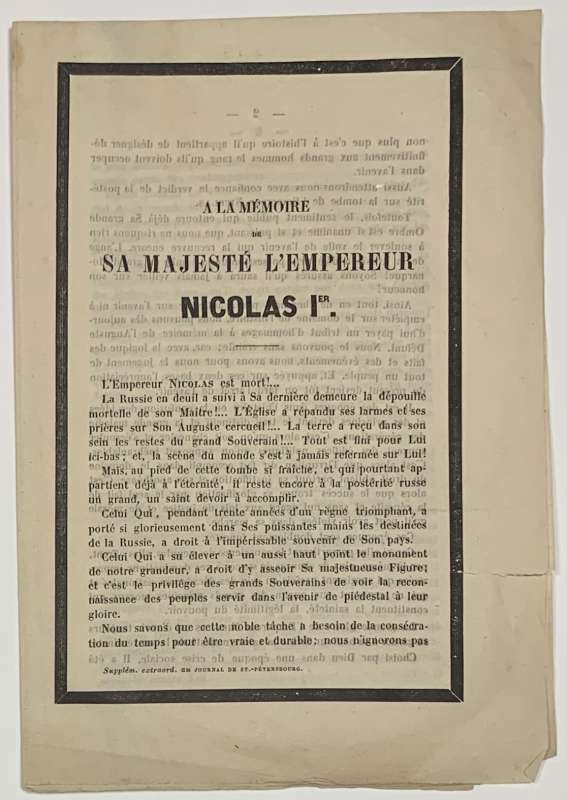 A LA MÉMOIRE
DE
SA MAJESTÉ L'EMPEREUR
NICOLAS IER.
L'Empereur NICOLAS est mort!...
La Russie en deuil a suivi à Sa dernière demeure la dépouille
mortelle de son Maître!... L'Église a répandu ses larmes et ses
prières sur Son Auguste cercueil!... La terre a reçu dans son
sein les restes du grand Souverain!... Tout est fini pour Lui
ici-bas; et, la scène du monde s'est à jamais refermée sur Lui!
Mais, au pied de cette tombe si fraîche, et qui pourtant ap-
partient déjà à l'éternité, il reste encore à la postérité russe
un grand, un saint devoir à accomplir.
Celui Qui, pendant trente années d'un règne triomphant, a
porté si glorieusement dans Ses puissantes mains les destinées
de la Russie, a droit à l'impérissable souvenir de Son pays.
Celui Qui a su élever à un aussi haut point le monument
de notre grandeur, a droit d'y asseoir Sa majestueuse Figure;
et c'est le privilège des grands Souverains de voir la recon-
naissance des peuples servir dans l'avenir de piédestal à leur
gloire.
Nous savons que cette noble tâche a besoin de la consécra-
tion du temps pour être vraie et durable; nous n'ignorons pas
Supplém. extraord. DU JOURNAL DE ST.-PÉTERSBOURG.